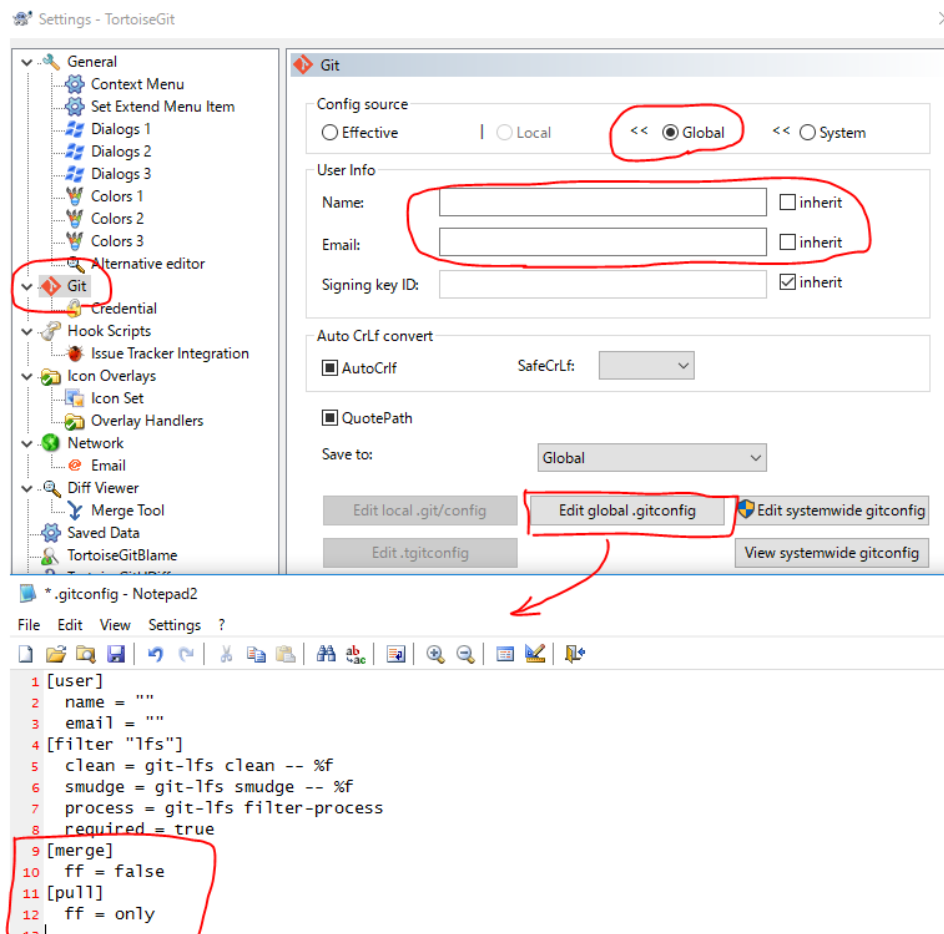 Settings - TortoiseGit
General
Context Menu
Set Extend Menu Item
Dialogs 1
Dialogs 2
Dialogs 3
Colors 1
Colors 2
Colors 3
Alternative editor
Git
Credential
Hook Scripts
Issue Tracker Integration
Icon Overlays
Icon Set
Overlay Handlers
Network
Email
Diff Viewer
Merge Tool
Saved Data
TortoiseGitBlame
Git
Config source
Effective | Local << Global << System
User Info
Name: inherit
Email: inherit
Signing key ID: inherit
Auto CrLf convert
AutoCrlf SafeCrLf:
QuotePath
Save to: Global
Edit local .git/config Edit global .gitconfig Edit systemwide gitconfig
Edit .tgitconfig View systemwide gitconfig
* .gitconfig - Notepad2
File Edit View Settings ?
1 [user]
2 name = ""
3 email = ""
4 [filter "lfs"]
5 clean = git-lfs clean -- %f
6 smudge = git-lfs smudge -- %f
7 process = git-lfs filter-process
8 required = true
9 [merge]
10 ff = false
11 [pull]
12 ff = only